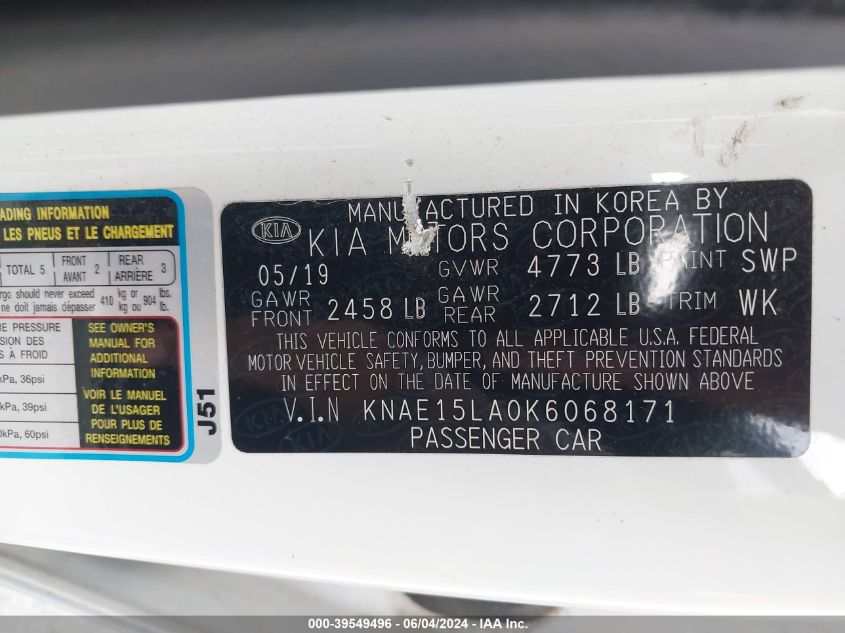 ADING INFORMATION
LES PNEUS ET LE CHARGEMENT
TOTAL 5 FRONT AVANT 2 REAR ARRIÈRE 3
rgo should never exceed 410 kg or 904 lbs.
ne doit jamais dépasser kg ou lb.
E PRESSURE
SION DES
S À FROID
kPa, 36psi
kPa, 39psi
0kPa, 60psi
SEE OWNER'S
MANUAL FOR
ADDITIONAL
INFORMATION
VOIR LE MANUEL
DE L'USAGER
POUR PLUS DE
RENSEIGNEMENTS
J51
MANUFACTURED IN KOREA BY
KIA KIA MOTORS CORPORATION
05/19 GVWR 4773 LB PAINT SWP
GAWR FRONT 2458 LB GAWR REAR 2712 LB TRIM WK
THIS VEHICLE CONFORMS TO ALL APPLICABLE U.S.A. FEDERAL
MOTOR VEHICLE SAFETY, BUMPER, AND THEFT PREVENTION STANDARDS
IN EFFECT ON THE DATE OF MANUFACTURE SHOWN ABOVE
V.I.N KNAE15LA0K6068171
PASSENGER CAR
000-39549496 - 06/04/2024 - IAA Inc.